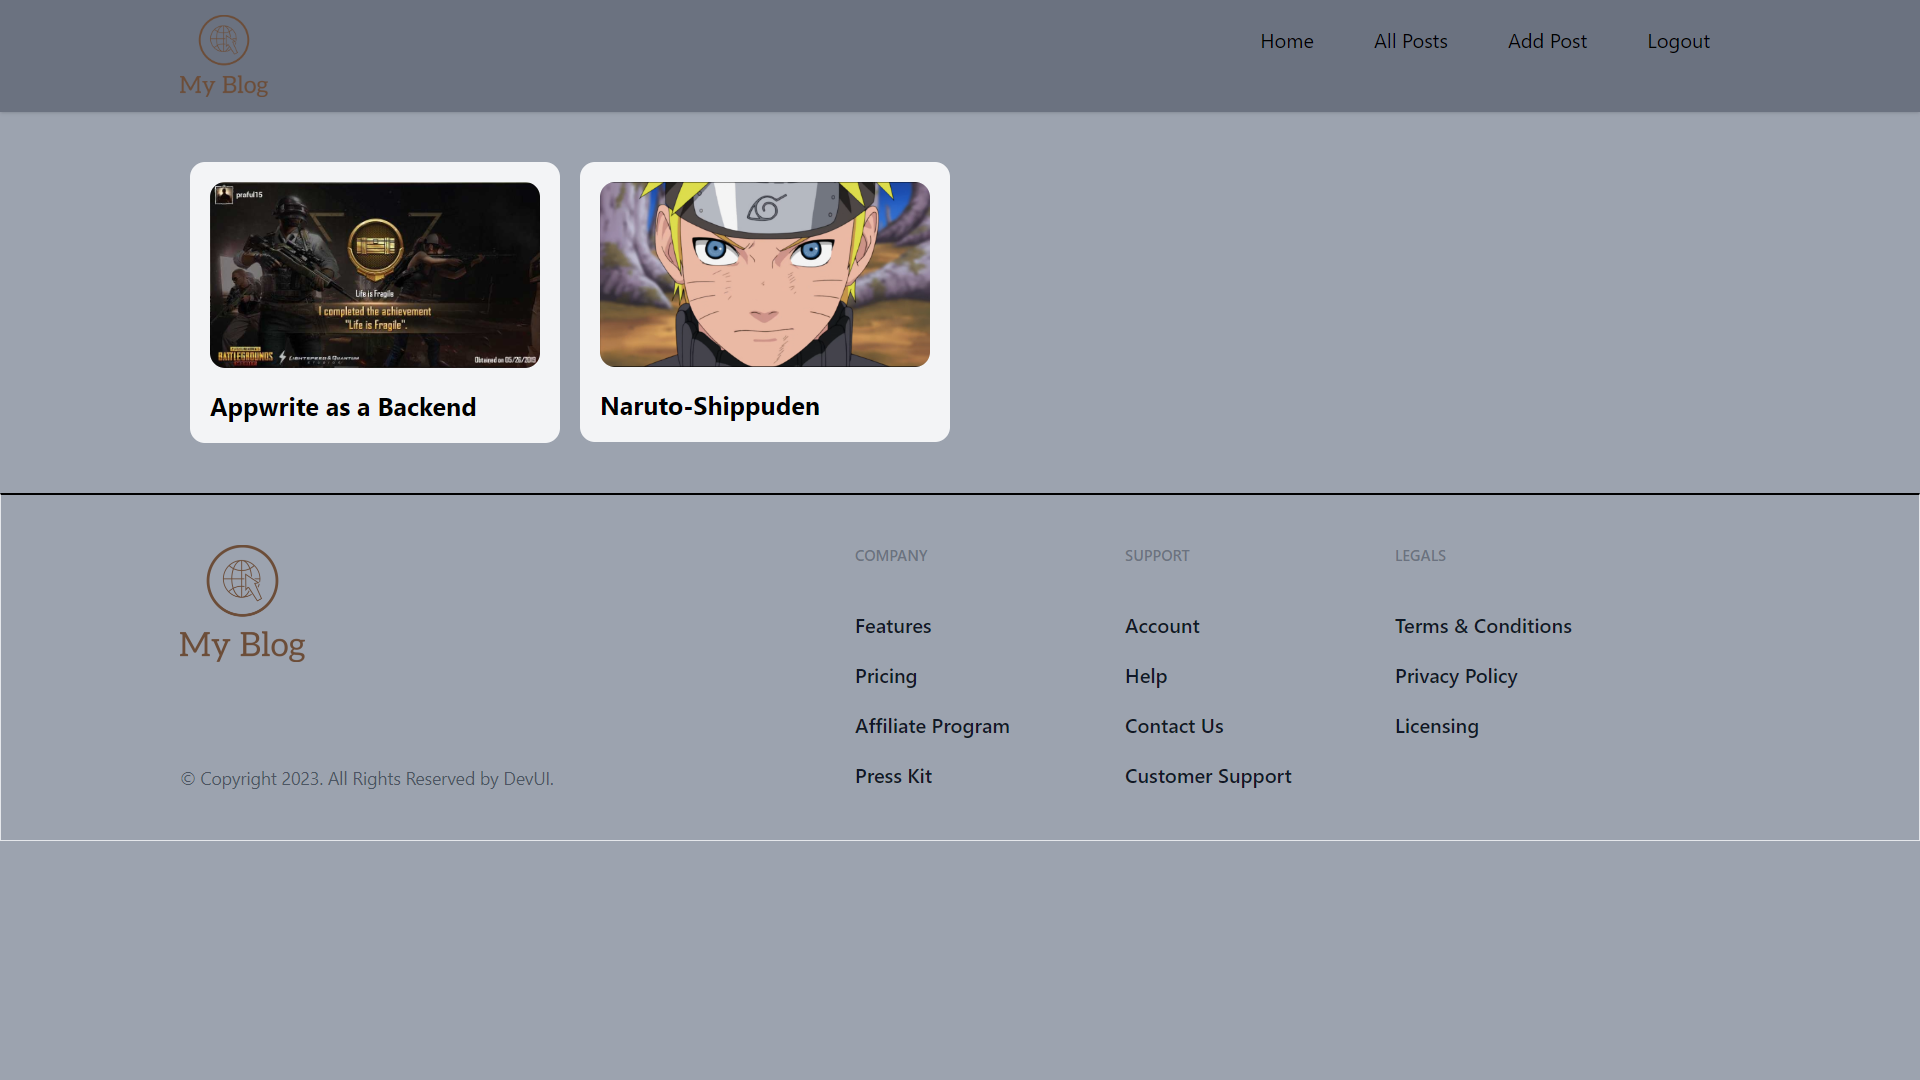 My Blog
Home
All Posts
Add Post
Logout
praful15
Life is Fragile
I completed the achievement
"Life is Fragile".
BATTLEGROUNDS
LIGHTSPEED & QUANTUM
STUDIOS
Obtained on 05/26/2019
Appwrite as a Backend
Naruto-Shippuden
My Blog
© Copyright 2023. All Rights Reserved by DevUI.
COMPANY
Features
Pricing
Affiliate Program
Press Kit
SUPPORT
Account
Help
Contact Us
Customer Support
LEGALS
Terms & Conditions
Privacy Policy
Licensing